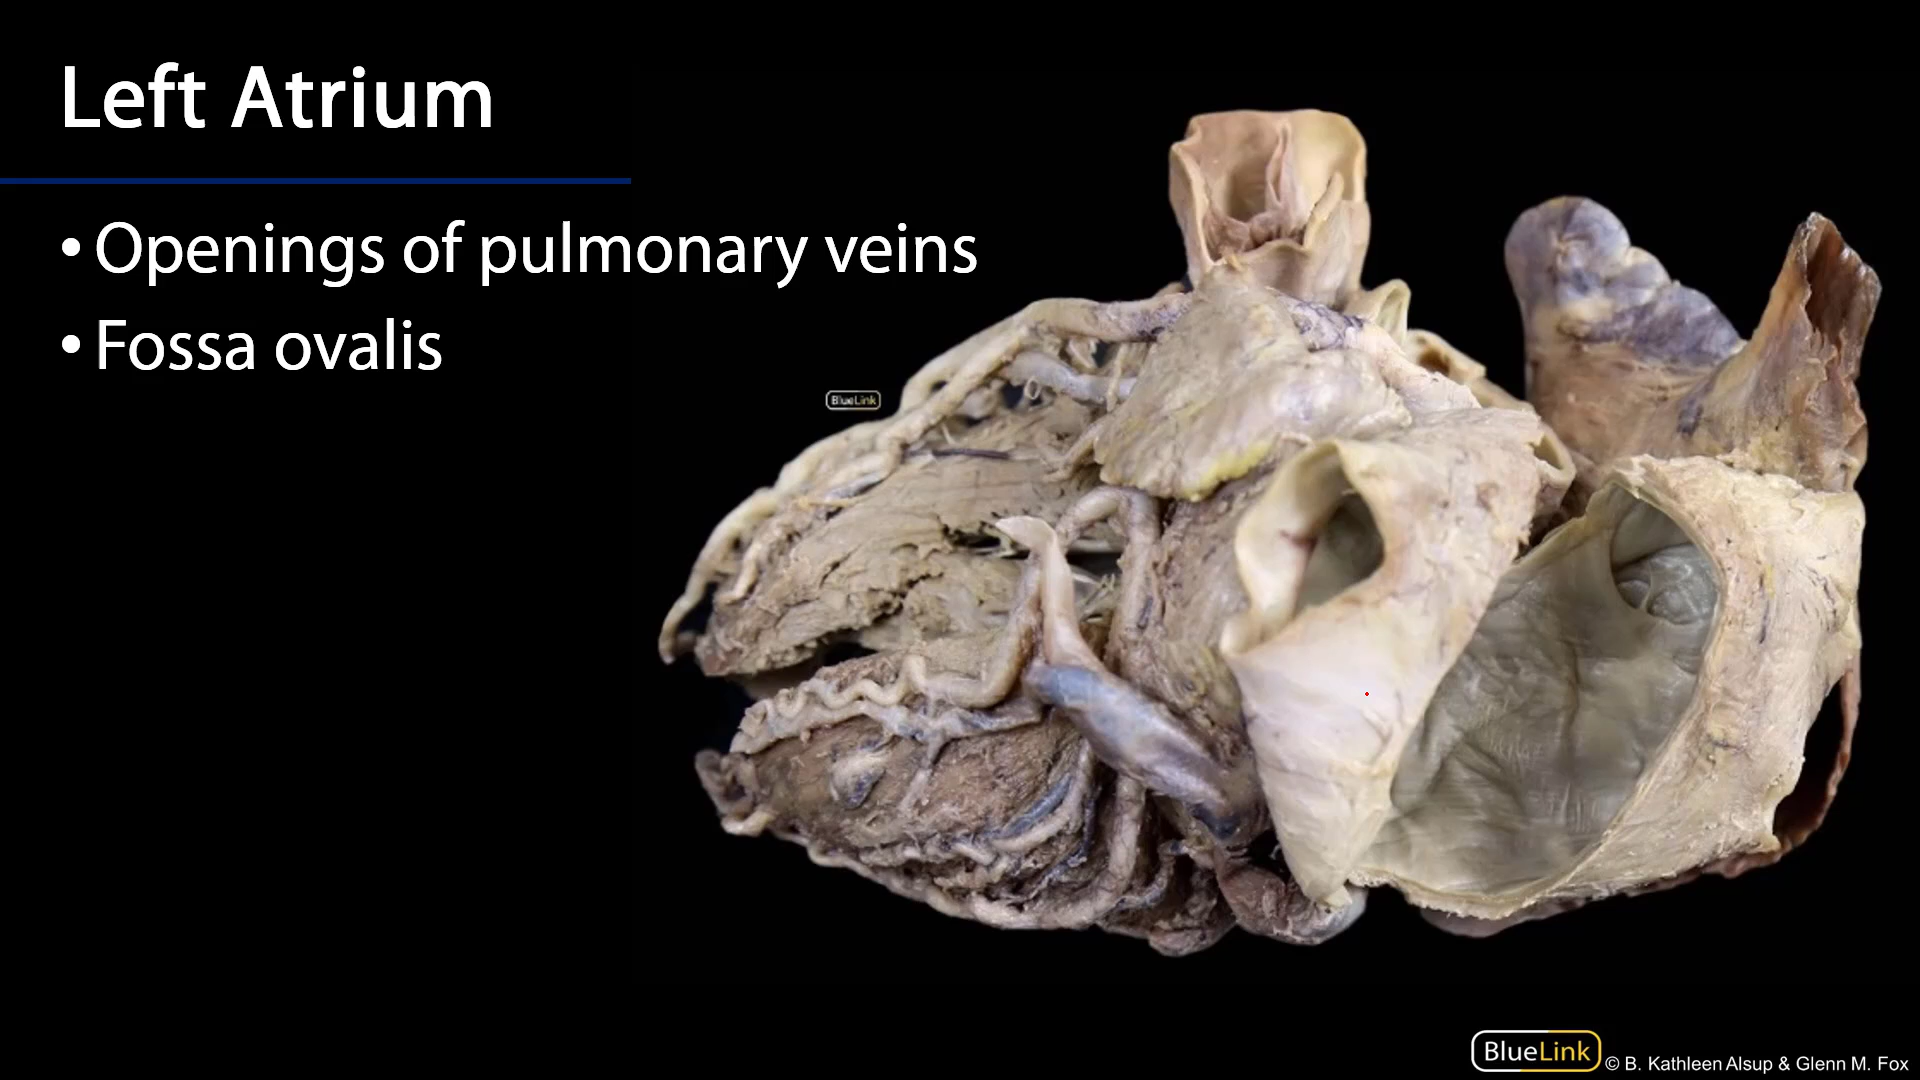 Left Atrium
• Openings of pulmonary veins
• Fossa ovalis
BlueLink
BlueLink © B. Kathleen Alsup & Glenn M. Fox